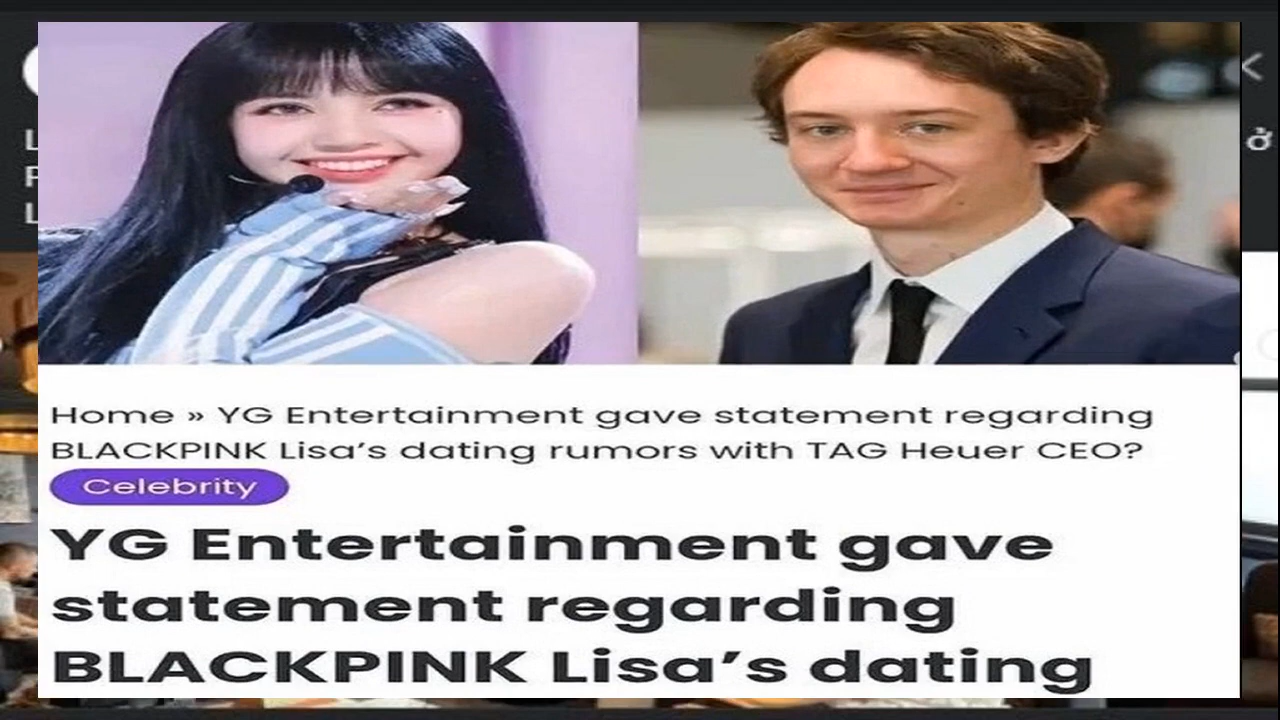 Home » YG Entertainment gave statement regarding
BLACKPINK Lisa's dating rumors with TAG Heuer CEO?
Celebrity
YG Entertainment gave
statement regarding
BLACKPINK Lisa's dating
L
P
L
ở